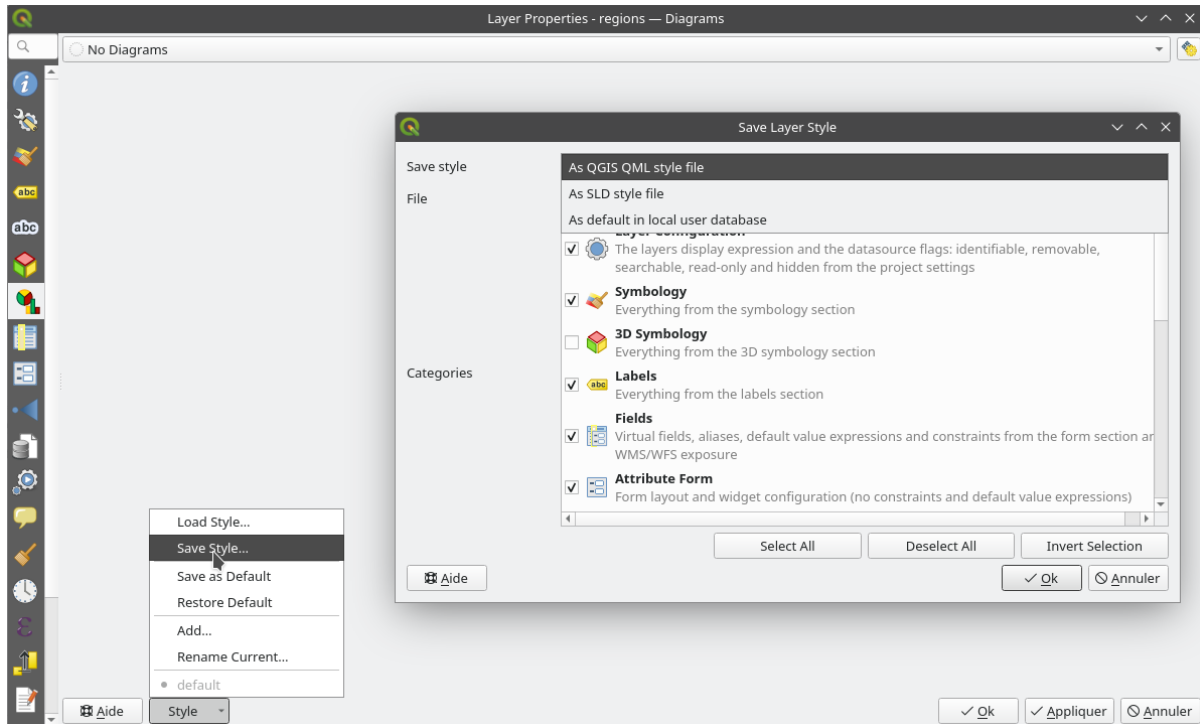 Layer Properties - regions — Diagrams
No Diagrams
Save Layer Style
Save style
As QGIS QML style file
As SLD style file
As default in local user database
File
Layer Configuration
The layers display expression and the datasource flags: identifiable, removable,
searchable, read-only and hidden from the project settings
Symbology
Everything from the symbology section
3D Symbology
Everything from the 3D symbology section
Categories
Labels
Everything from the labels section
Fields
Virtual fields, aliases, default value expressions and constraints from the form section
WMS/WFS exposure
Attribute Form
Form layout and widget configuration (no constraints and default value expressions)
Select All
Deselect All
Invert Selection
Aide
Ok
Annuler
abc
abc
abc
Load Style...
Save Style...
Save as Default
Restore Default
Add...
Rename Current...
default
Aide
Style
Ok
Appliquer
Annuler